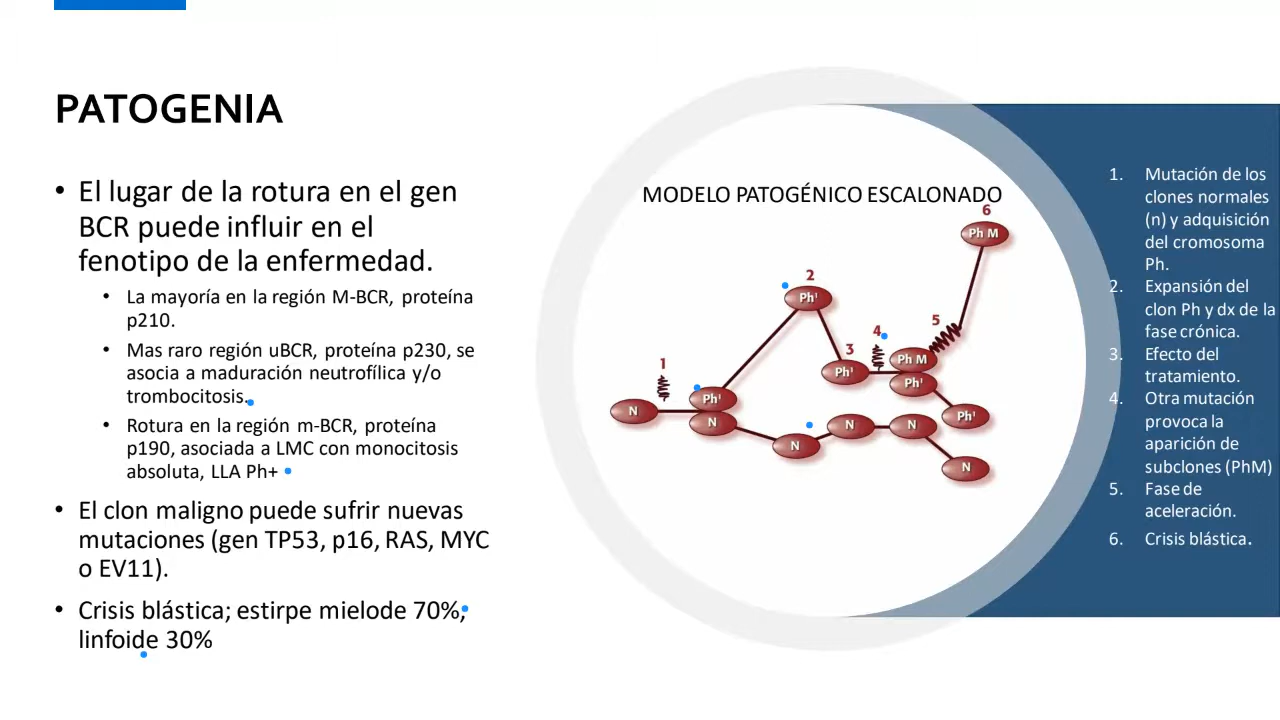 PATOGENIA
• El lugar de la rotura en el gen
BCR puede influir en el
fenotipo de la enfermedad.
• La mayoría en la región M-BCR, proteína
p210.
• Mas raro región uBCR, proteína p230, se
asocia a maduración neutrofílica y/o
trombocitosis.
• Rotura en la región m-BCR, proteína
p190, asociada a LMC con monocitosis
absoluta, LLA Ph+
• El clon maligno puede sufrir nuevas
mutaciones (gen TP53, p16, RAS, MYC
o EV11).
• Crisis blástica; estirpe mielode 70%,
linfoide 30%
MODELO PATOGÉNICO ESCALONADO
6
Ph M
2
Ph¹
5
4
3
Ph M
1
Ph¹
Ph¹
Ph¹
N
N
Ph¹
N
N
N
N
1. Mutación de los
clones normales
(n) y adquisición
del cromosoma
Ph.
2. Expansión del
clon Ph y dx de la
fase crónica.
3. Efecto del
tratamiento.
4. Otra mutación
provoca la
aparición de
subclones (PhM)
5. Fase de
aceleración.
6. Crisis blástica.